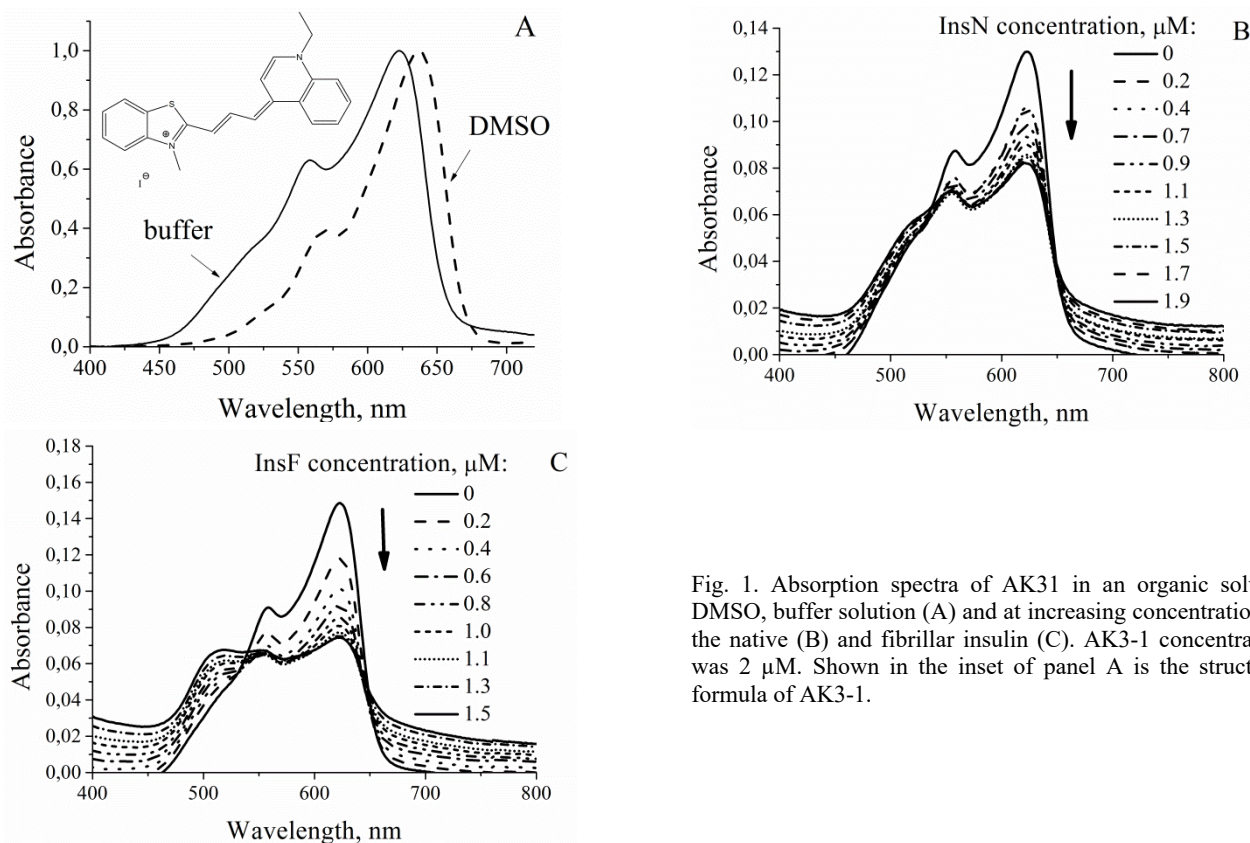 A
1,0
0,8
0,6
0,4
0,2
0,0
Absorbance
S
N
N
+
I
⊖
DMSO
buffer
400 450 500 550 600 650 700
Wavelength, nm
InsN concentration, µM: B
0,14
0,12
0,10
0,08
0,06
0,04
0,02
0,00
Absorbance
0
0.2
0.4
0.7
0.9
1.1
1.3
1.5
1.7
1.9
400 500 600 700 800
Wavelength, nm
InsF concentration, µM: C
0,18
0,16
0,14
0,12
0,10
0,08
0,06
0,04
0,02
0,00
Absorbance
0
0.2
0.4
0.6
0.8
1.0
1.1
1.3
1.5
400 500 600 700 800
Wavelength, nm
Fig. 1. Absorption spectra of AK31 in an organic solv
DMSO, buffer solution (A) and at increasing concentration
the native (B) and fibrillar insulin (C). AK3-1 concentra
was 2 µM. Shown in the inset of panel A is the struct
formula of AK3-1.